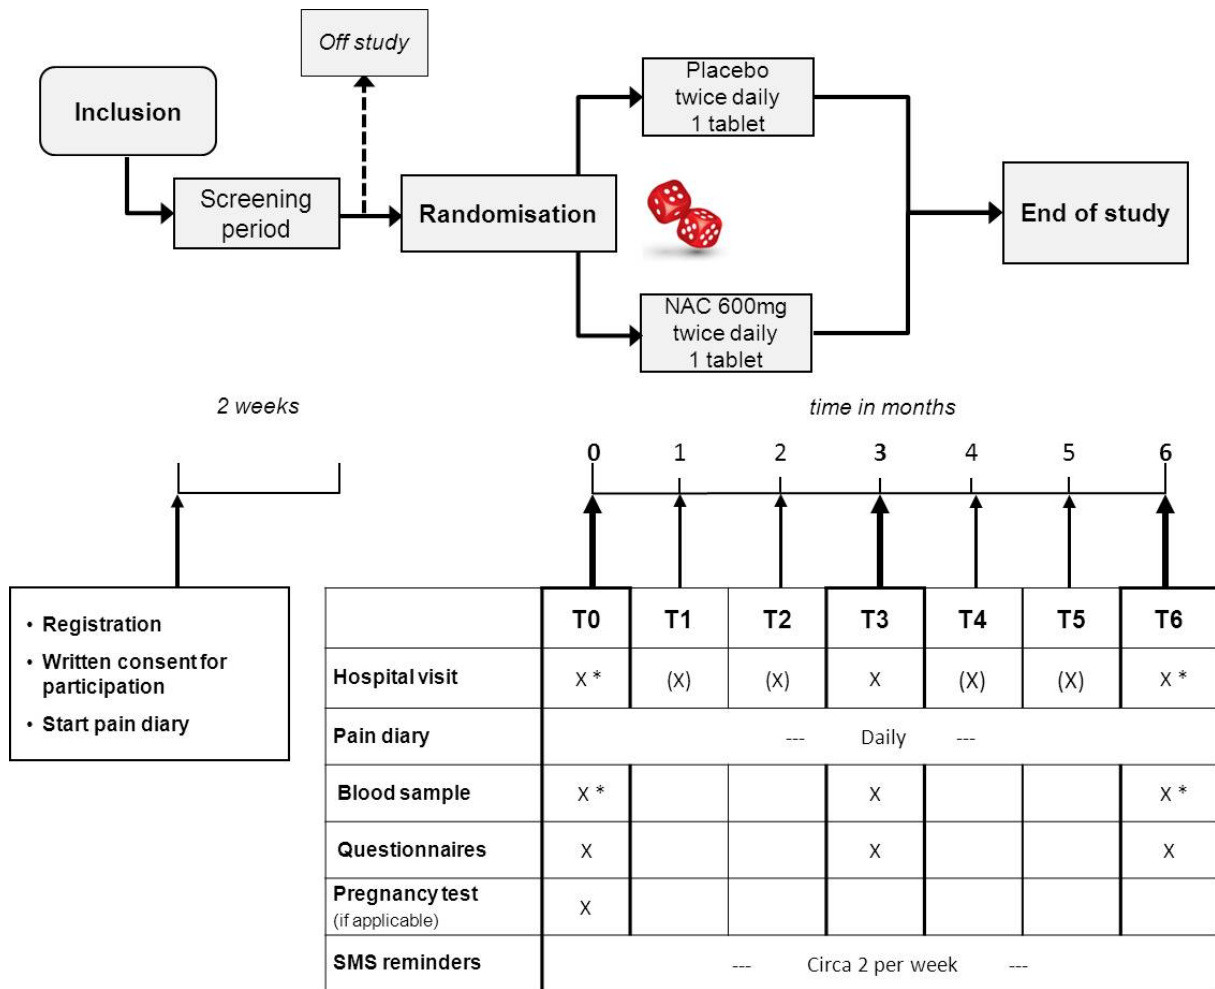 Off study
Inclusion
Placebo
twice daily
1 tablet
Screening
period
Randomisation
End of study
NAC 600mg
twice daily
1 tablet
2 weeks
time in months
0 1 2 3 4 5 6
• Registration
• Written consent for
participation
• Start pain diary
T0 T1 T2 T3 T4 T5 T6
Hospital visit X * (X) (X) X (X) (X) X *
Pain diary --- Daily ---
Blood sample X * X X *
Questionnaires X X X
Pregnancy test
(if applicable) X
SMS reminders --- Circa 2 per week ---